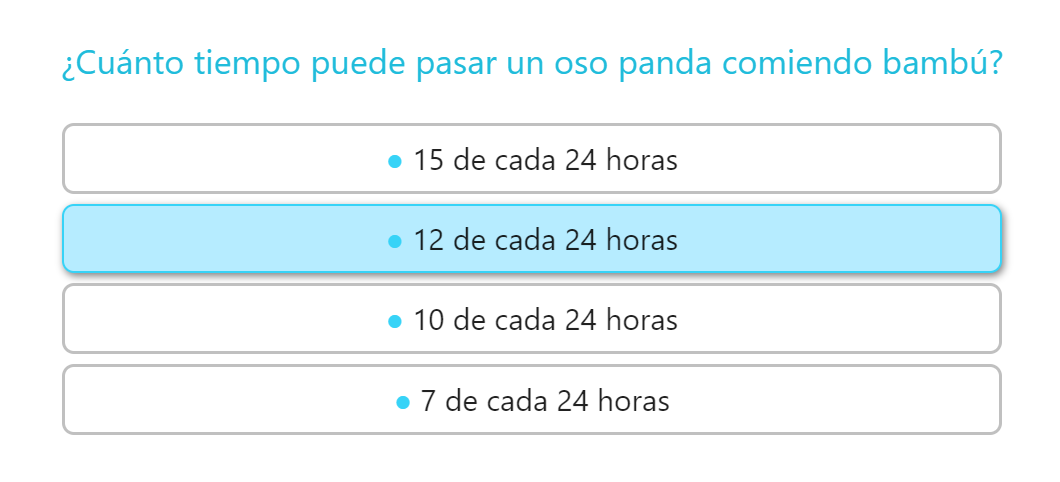 ¿Cuánto tiempo puede pasar un oso panda comiendo bambú?
• 15 de cada 24 horas
• 12 de cada 24 horas
• 10 de cada 24 horas
• 7 de cada 24 horas